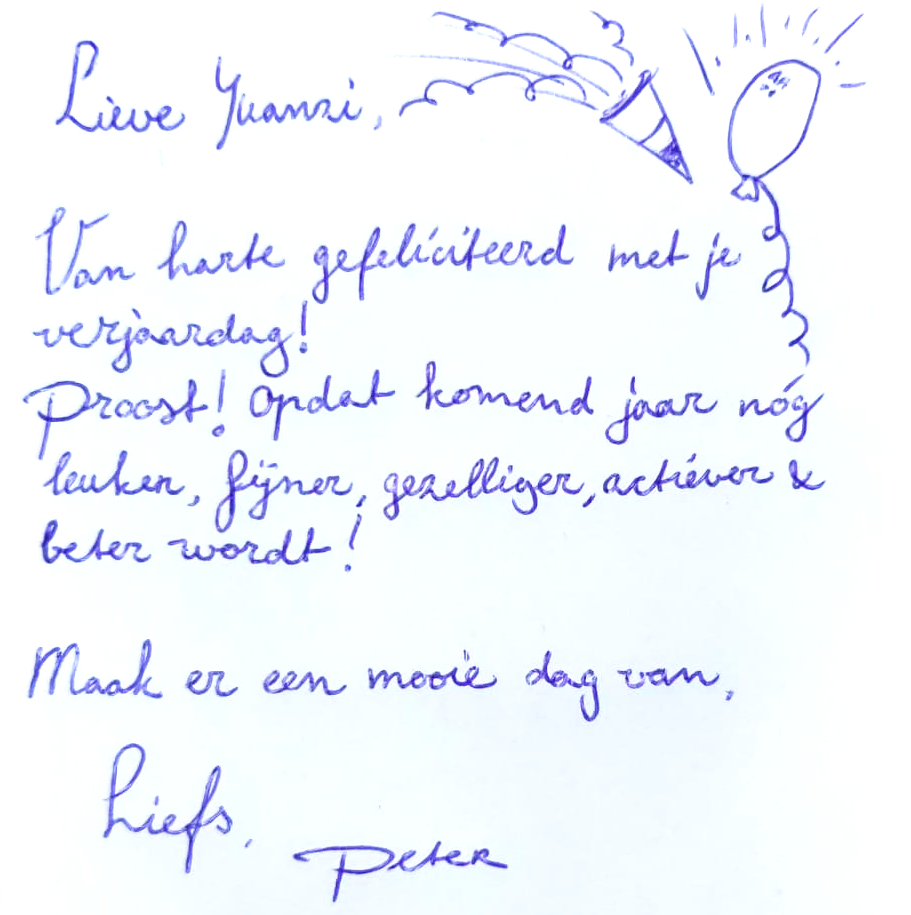 Lieve Yuanzi,
Van harte gefeliciteerd met je
verjaardag!
Proost! Opdat komend jaar nóg
leuker, fijner, gezelliger, actiever &
beter wordt!
Maak er een mooie dag van,
Liefs,
Peter